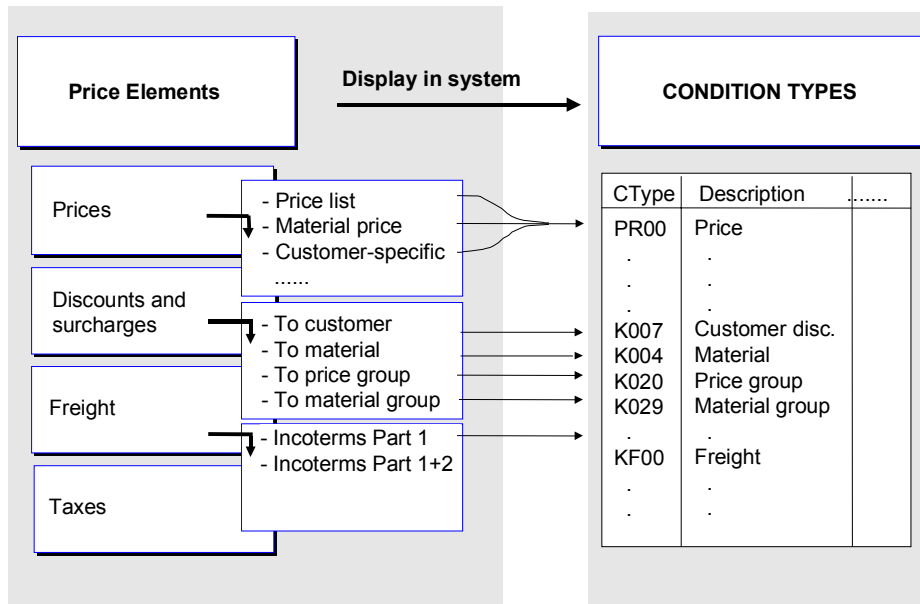 Price Elements
Display in system
CONDITION TYPES
Prices
- Price list
- Material price
- Customer-specific
......
Discounts and
surcharges
- To customer
- To material
- To price group
- To material group
Freight
- Incoterms Part 1
- Incoterms Part 1+2
Taxes
CType Description .......
PR00 Price
. .
. .
. .
K007 Customer disc.
K004 Material
K020 Price group
K029 Material group
. .
KF00 Freight
. .
. .